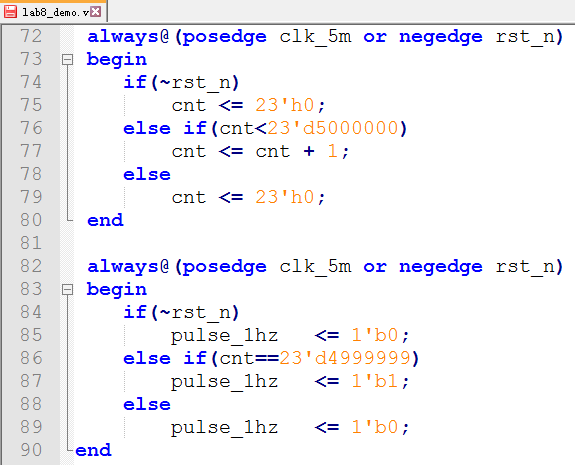 lab8_demo.v
72 always@(posedge clk_5m or negedge rst_n)
73 begin
74 if(~rst_n)
75 cnt <= 23'h0;
76 else if(cnt<23'd5000000)
77 cnt <= cnt + 1;
78 else
79 cnt <= 23'h0;
80 end
81
82 always@(posedge clk_5m or negedge rst_n)
83 begin
84 if(~rst_n)
85 pulse_1hz <= 1'b0;
86 else if(cnt==23'd4999999)
87 pulse_1hz <= 1'b1;
88 else
89 pulse_1hz <= 1'b0;
90 end